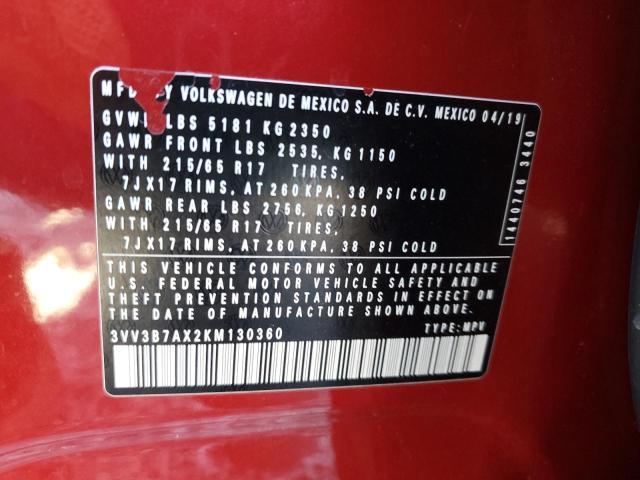 MFD BY VOLKSWAGEN DE MEXICO S.A. DE C.V. MEXICO 04/19
GVWR LBS 5181 KG 2350
GAWR FRONT LBS 2535, KG 1150
WITH 215/65 R17 TIRES,
7JX17 RIMS, AT 260 KPA, 38 PSI COLD
GAWR REAR LBS 2756, KG 1250
WITH 215/65 R17 TIRES,
7JX17 RIMS, AT 260 KPA, 38 PSI COLD
THIS VEHICLE CONFORMS TO ALL APPLICABLE
U.S. FEDERAL MOTOR VEHICLE SAFETY AND
THEFT PREVENTION STANDARDS IN EFFECT ON
THE DATE OF MANUFACTURE SHOWN ABOVE.
3VV3B7AX2KM130360 TYPE: MPV
1440746 3440